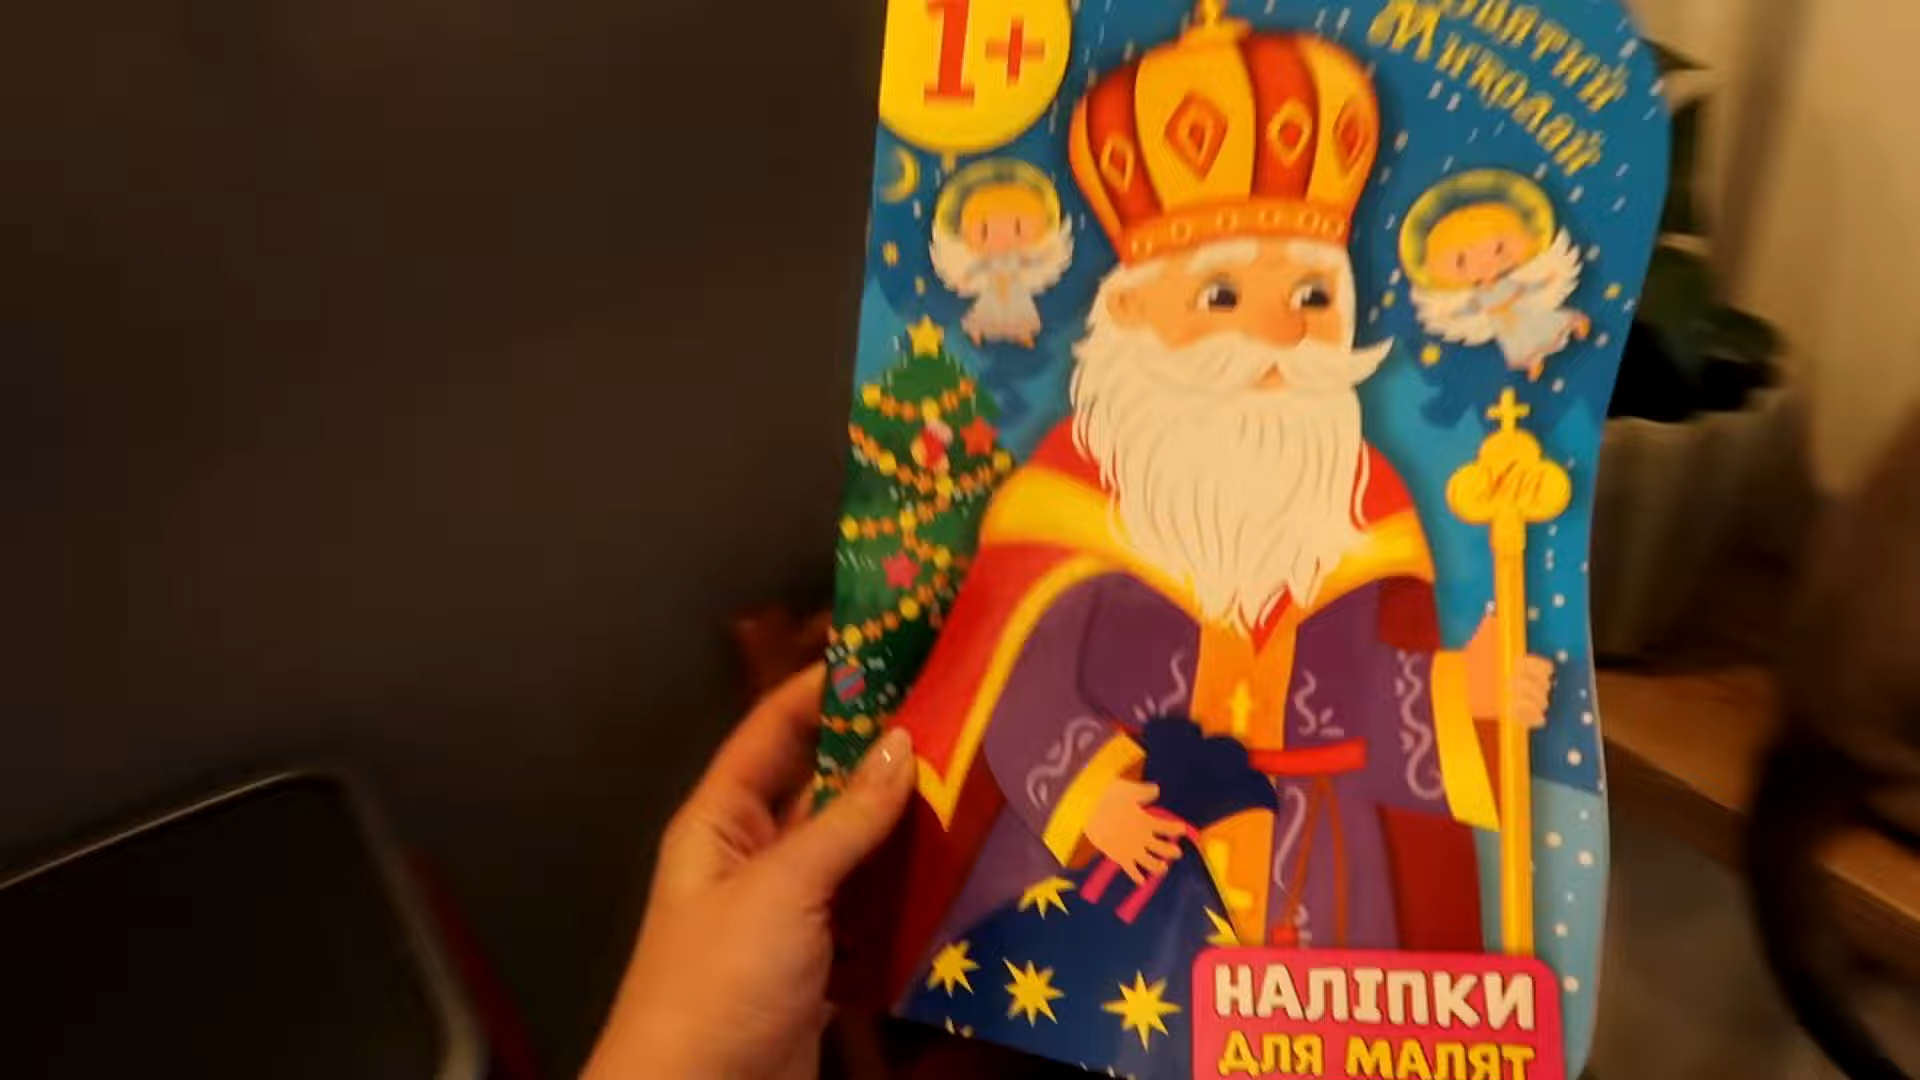 1+
Святий
Миколай
НАЛІПКИ
ДЛЯ МАЛЯТ